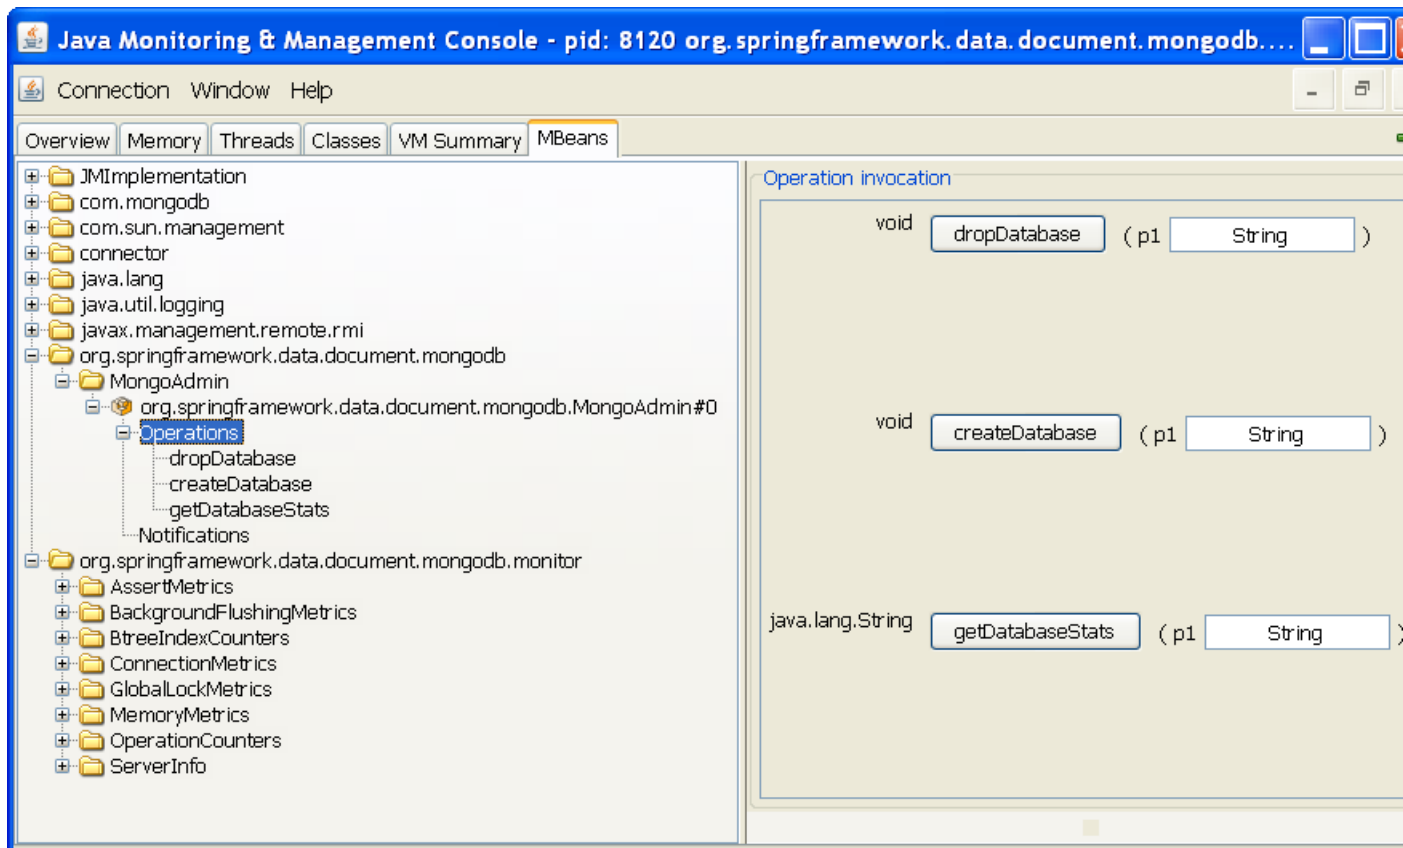 Java Monitoring & Management Console - pid: 8120 org.springframework.data.document.mongodb....
Connection Window Help
Overview Memory Threads Classes VM Summary MBeans
JMImplementation
com.mongodb
com.sun.management
connector
java.lang
java.util.logging
javax.management.remote.rmi
org.springframework.data.document.mongodb
MongoAdmin
org.springframework.data.document.mongodb.MongoAdmin#0
Operations
dropDatabase
createDatabase
getDatabaseStats
Notifications
org.springframework.data.document.mongodb.monitor
AssertMetrics
BackgroundFlushingMetrics
BtreeIndexCounters
ConnectionMetrics
GlobalLockMetrics
MemoryMetrics
OperationCounters
ServerInfo
Operation invocation
void dropDatabase ( p1 String )
void createDatabase ( p1 String )
java.lang.String getDatabaseStats ( p1 String )